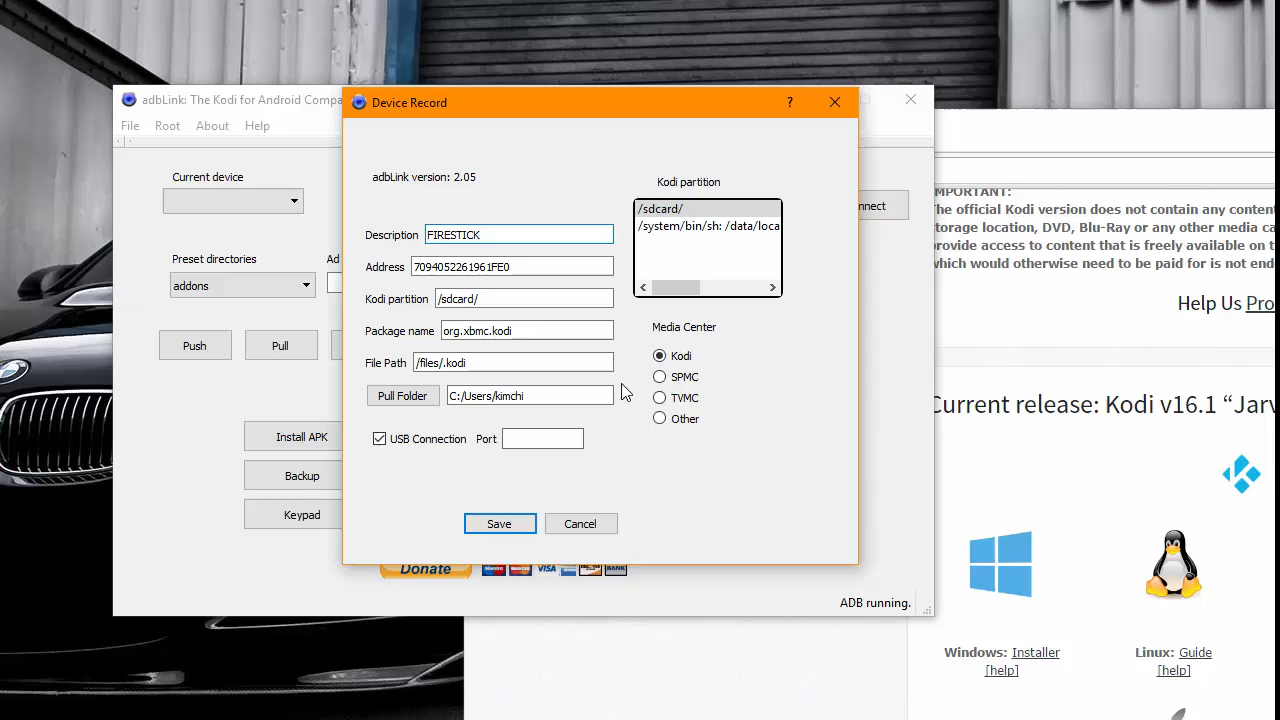 adbLink: The Kodi for Android Compa
File Root About Help
Current device
Preset directories
Ad
addons
Push
Pull
Install APK
Backup
Keypad
nnect
Donate
VISA
BANK
ADB running.
Device Record
?
adbLink version: 2.05
Description FIRESTICK
Address 7094052261961FE0
Kodi partition /sdcard/
Package name org.xbmc.kodi
File Path /files/.kodi
Pull Folder C:/Users/kimchi
USB Connection Port
Save
Cancel
Kodi partition
/sdcard/
/system/bin/sh: /data/loca
Media Center
Kodi
SPMC
TVMC
Other
MPORTANT:
The official Kodi version does not contain any content
storage location, DVD, Blu-Ray or any other media ca
provide access to content that is freely available on t
which would otherwise need to be paid for is not end
Help Us Pro
Current release: Kodi v16.1 “Jarv
Windows: Installer
[help]
Linux: Guide
[help]